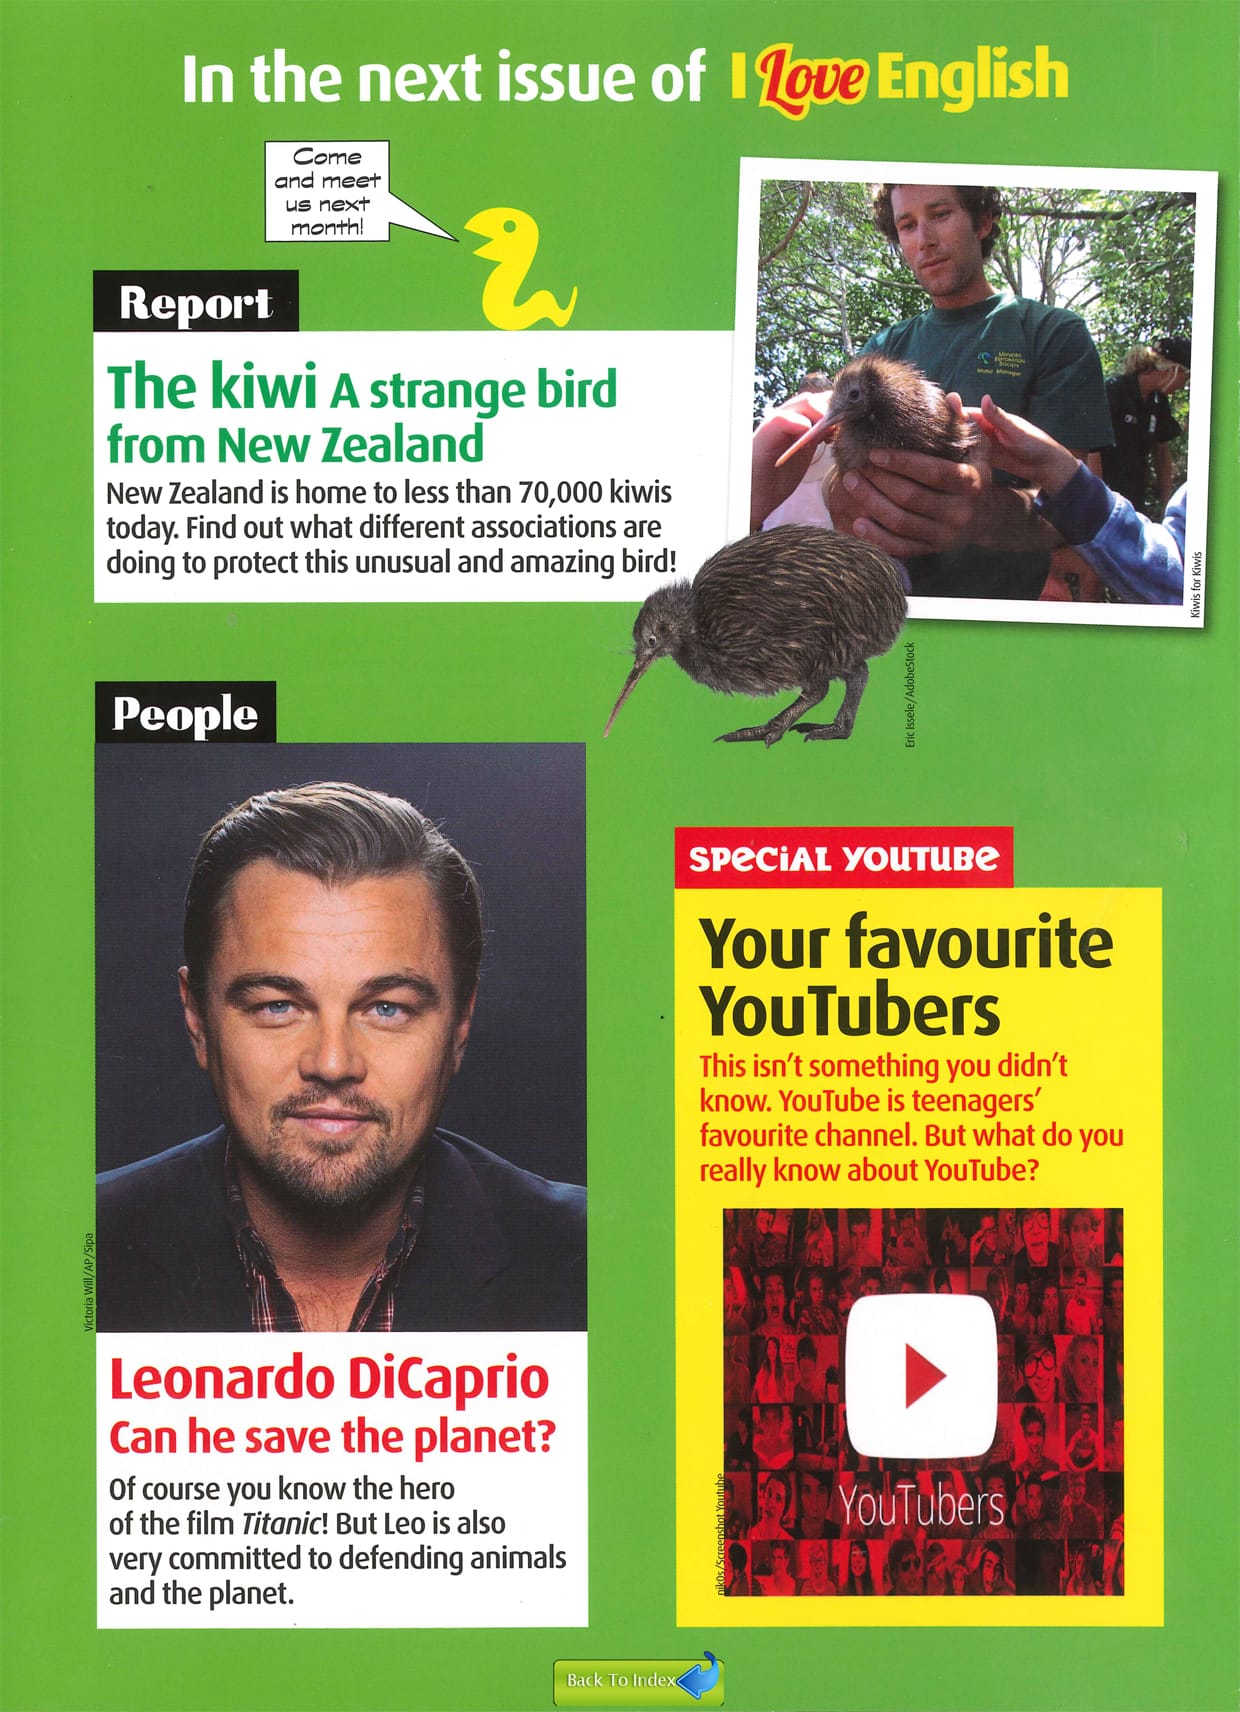 In the next issue of I Love English
Come
and meet
us next
month!
Report
The kiwi A strange bird
from New Zealand
New Zealand is home to less than 70,000 kiwis
today. Find out what different associations are
doing to protect this unusual and amazing bird!
Kiwis for Kiwis
Eric Issele/AdobeStock
People
Victoria Will/AP/Sipa
Leonardo DiCaprio
Can he save the planet?
Of course you know the hero
of the film Titanic! But Leo is also
very committed to defending animals
and the planet.
SPECIAL YOUTUBE
Your favourite
YouTubers
This isn't something you didn't
know. YouTube is teenagers'
favourite channel. But what do you
really know about YouTube?
YouTubers
nikOs/Screenshot Youtube
Back To Index